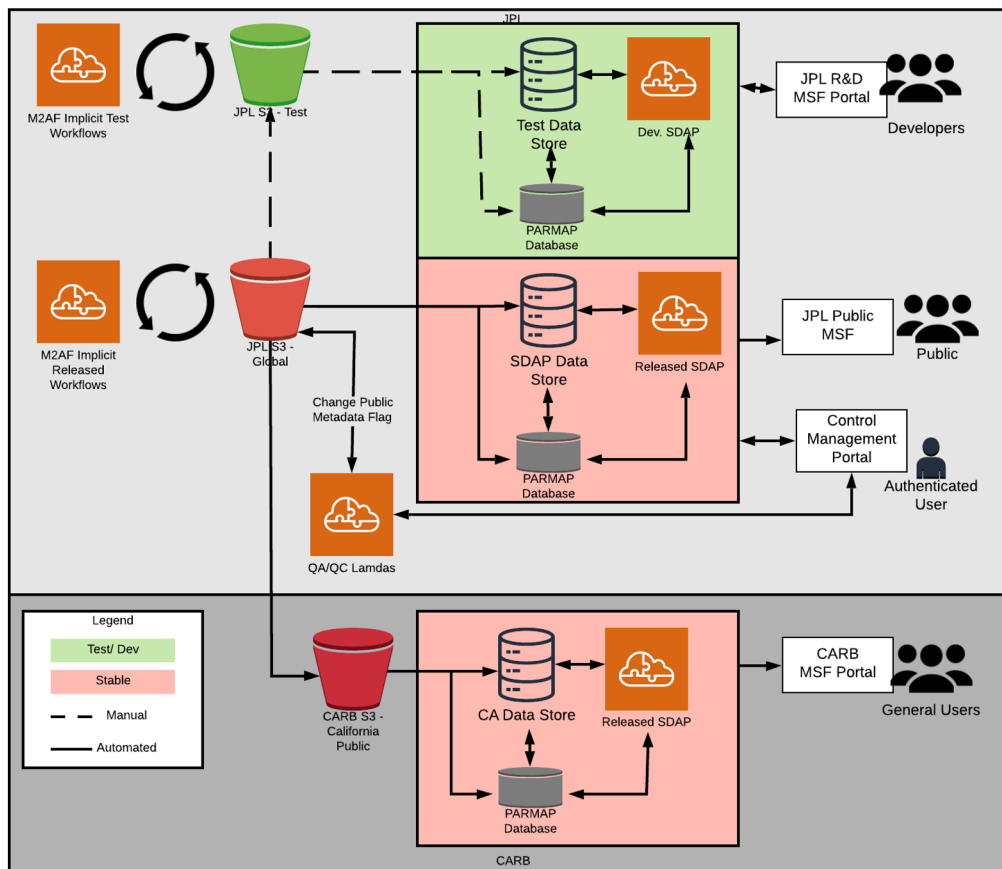 JPL
M2AF Implicit Test
Workflows
JPL S3 - Test
Test Data
Store
Dev. SDAP
PARMAP
Database
JPL R&D
MSF Portal
Developers
M2AF Implicit
Released
Workflows
JPL S3 -
Global
SDAP Data
Store
Released SDAP
PARMAP
Database
JPL Public
MSF
Public
Change Public
Metadata Flag
Control
Management
Portal
Authenticated
User
QA/QC Lamdas
Legend
Test/ Dev
Stable
Manual
Automated
CARB S3 -
California
Public
CA Data Store
Released SDAP
PARMAP
Database
CARB
MSF Portal
General Users
CARB